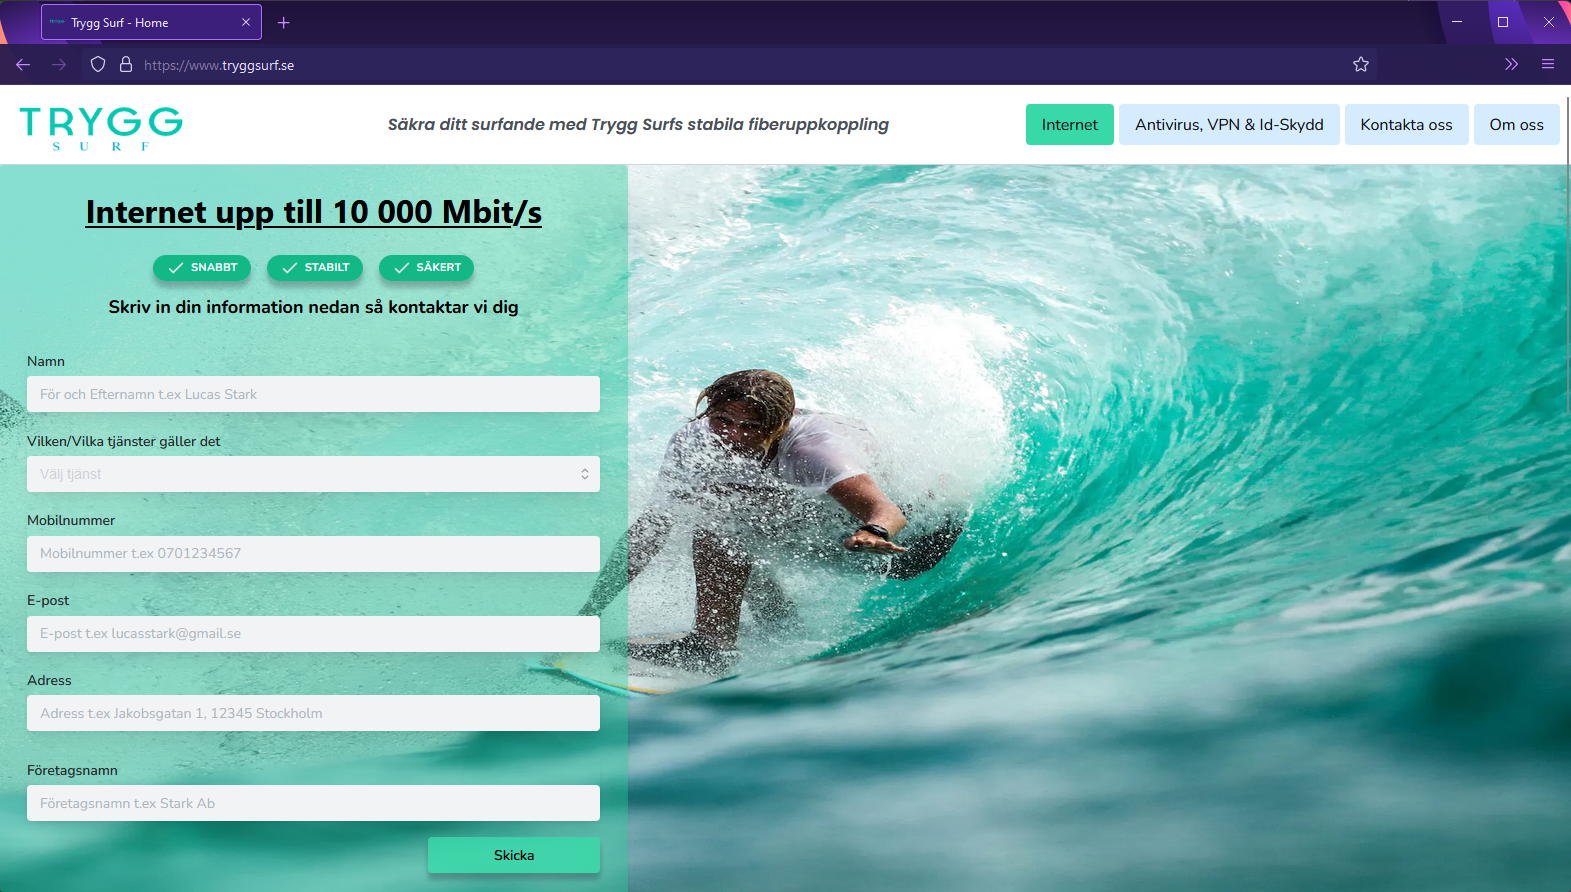 Trygg Surf - Home
https://www.tryggsurf.se
TRYGG
SURF
Säkra ditt surfande med Trygg Surfs stabila fiberuppkoppling
Internet
Antivirus, VPN & Id-Skydd
Kontakta oss
Om oss
Internet upp till 10 000 Mbit/s
SNABBT
STABILT
SÄKERT
Skriv in din information nedan så kontaktar vi dig
Namn
För och Efternamn t.ex Lucas Stark
Vilken/Vilka tjänster gäller det
Välj tjänst
Mobilnummer
Mobilnummer t.ex 0701234567
E-post
E-post t.ex lucasstark@gmail.se
Adress
Adress t.ex Jakobsgatan 1, 12345 Stockholm
Företagsnamn
Företagsnamn t.ex Stark Ab
Skicka